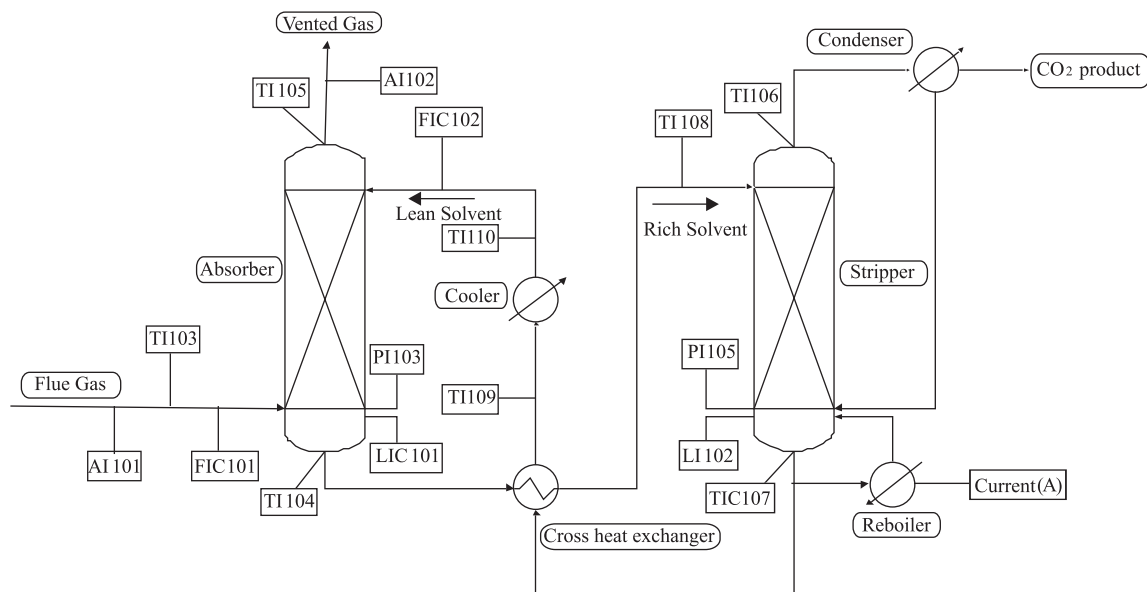 Vented Gas
Condenser
TI105
AI102
CO2 product
TI106
FIC102
TI108
Lean Solvent
Rich Solvent
TI110
Absorber
Stripper
Cooler
TI103
PI103
PI105
Flue Gas
TI109
AI101
FIC101
LIC101
LI102
TI104
TIC107
Current(A)
Reboiler
Cross heat exchanger